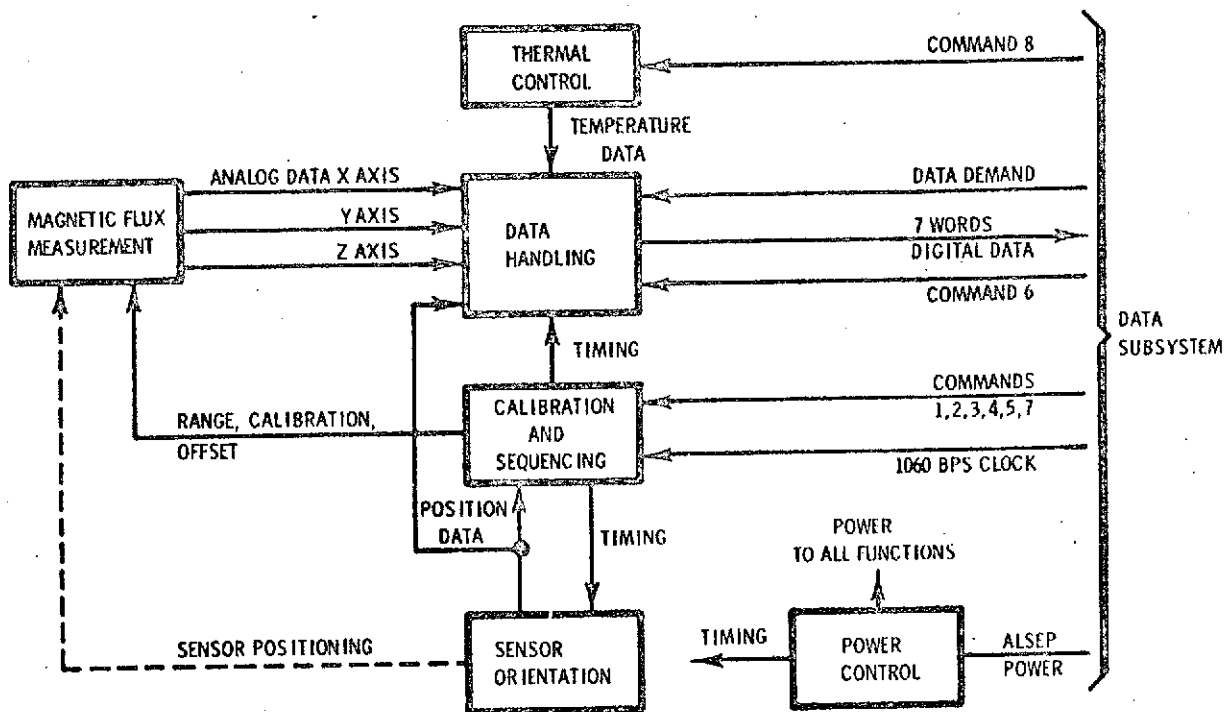 THERMAL
CONTROL
COMMAND 8
TEMPERATURE
DATA
MAGNETIC FLUX
MEASUREMENT
ANALOG DATA X AXIS
Y AXIS
Z AXIS
DATA
HANDLING
DATA DEMAND
7 WORDS
DIGITAL DATA
COMMAND 6
DATA
SUBSYSTEM
TIMING
RANGE, CALIBRATION,
OFFSET
CALIBRATION
AND
SEQUENCING
COMMANDS
1,2,3,4,5,7
1060 BPS CLOCK
POSITION
DATA
TIMING
POWER
TO ALL FUNCTIONS
SENSOR POSITIONING
SENSOR
ORIENTATION
TIMING
POWER
CONTROL
ALSEP
POWER